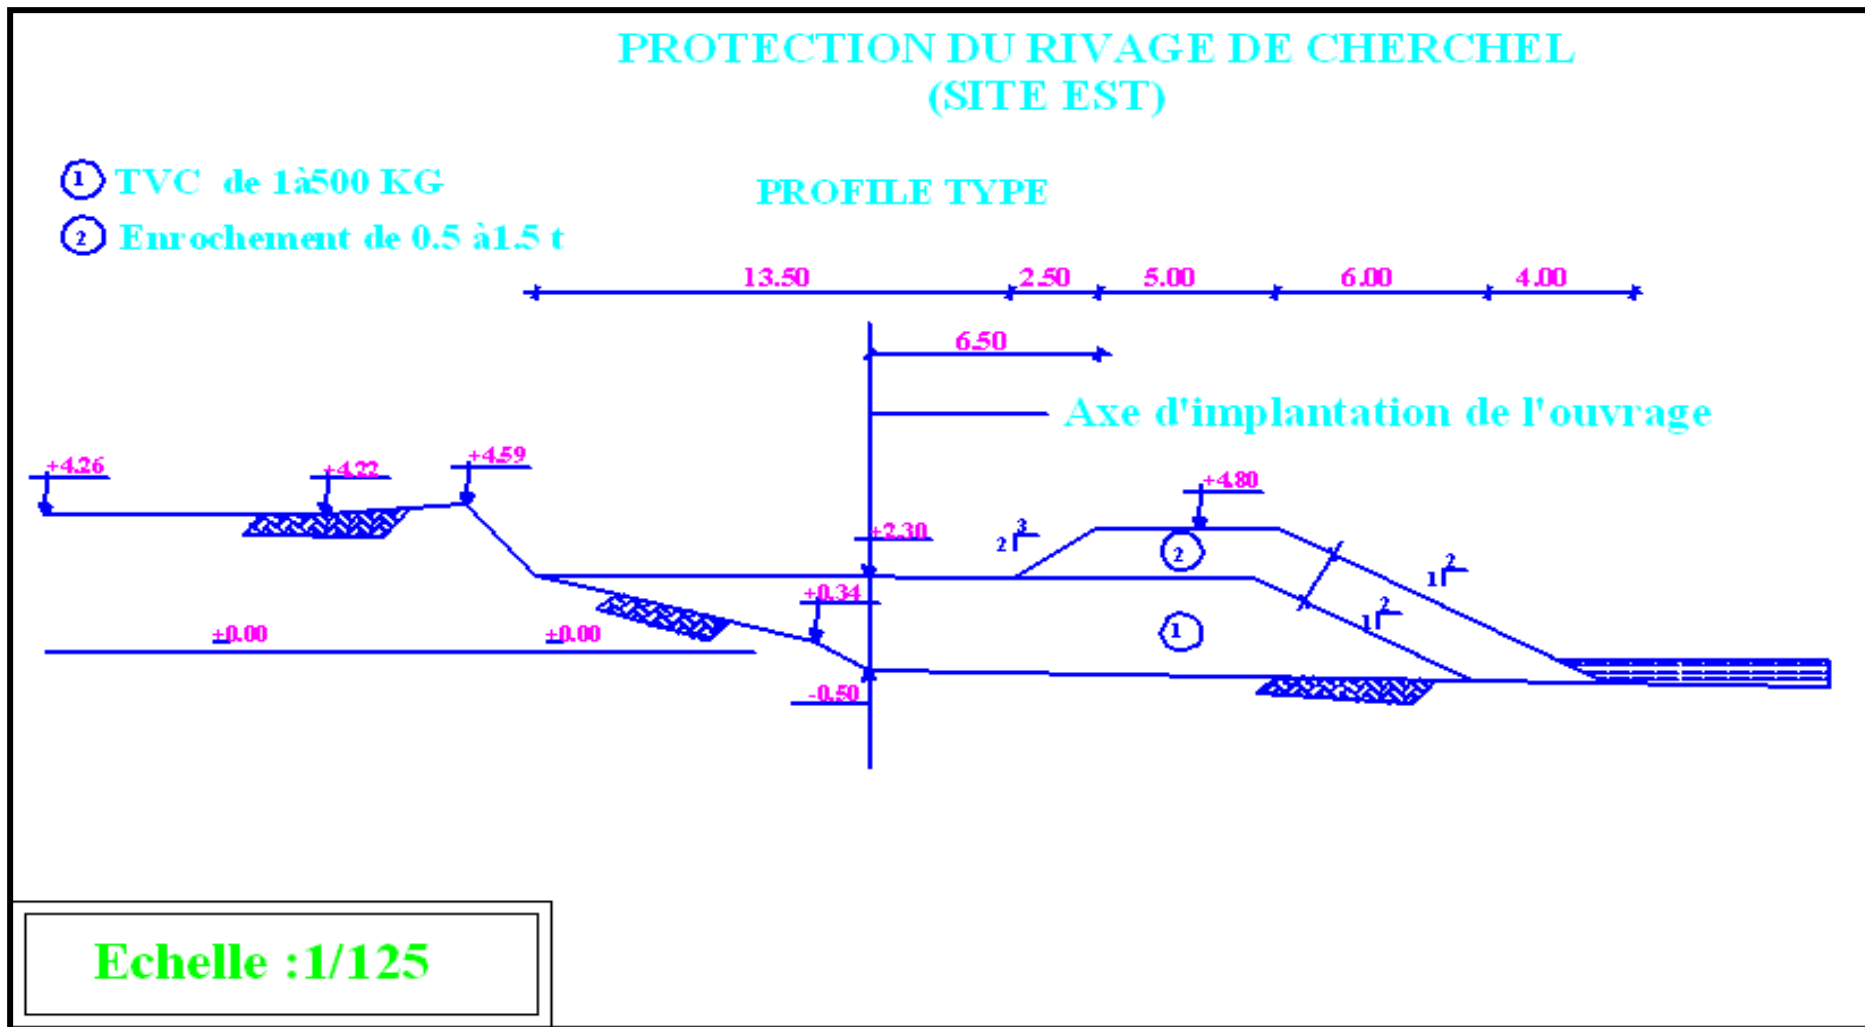 PROTECTION DU RIVAGE DE CHERCHEL
(SITE EST)
1 TVC de 1à500 KG
PROFILE TYPE
2 Enrochement de 0.5 à1.5 t
13.50 2.50 5.00 6.00 4.00
6.50
Axe d'implantation de l'ouvrage
+4.26 +4.22 +4.59 +4.80
+2.30 2 3 2
1 2
+0.34 1 2
±0.00 ±0.00 1
-0.50
Echelle :1/125